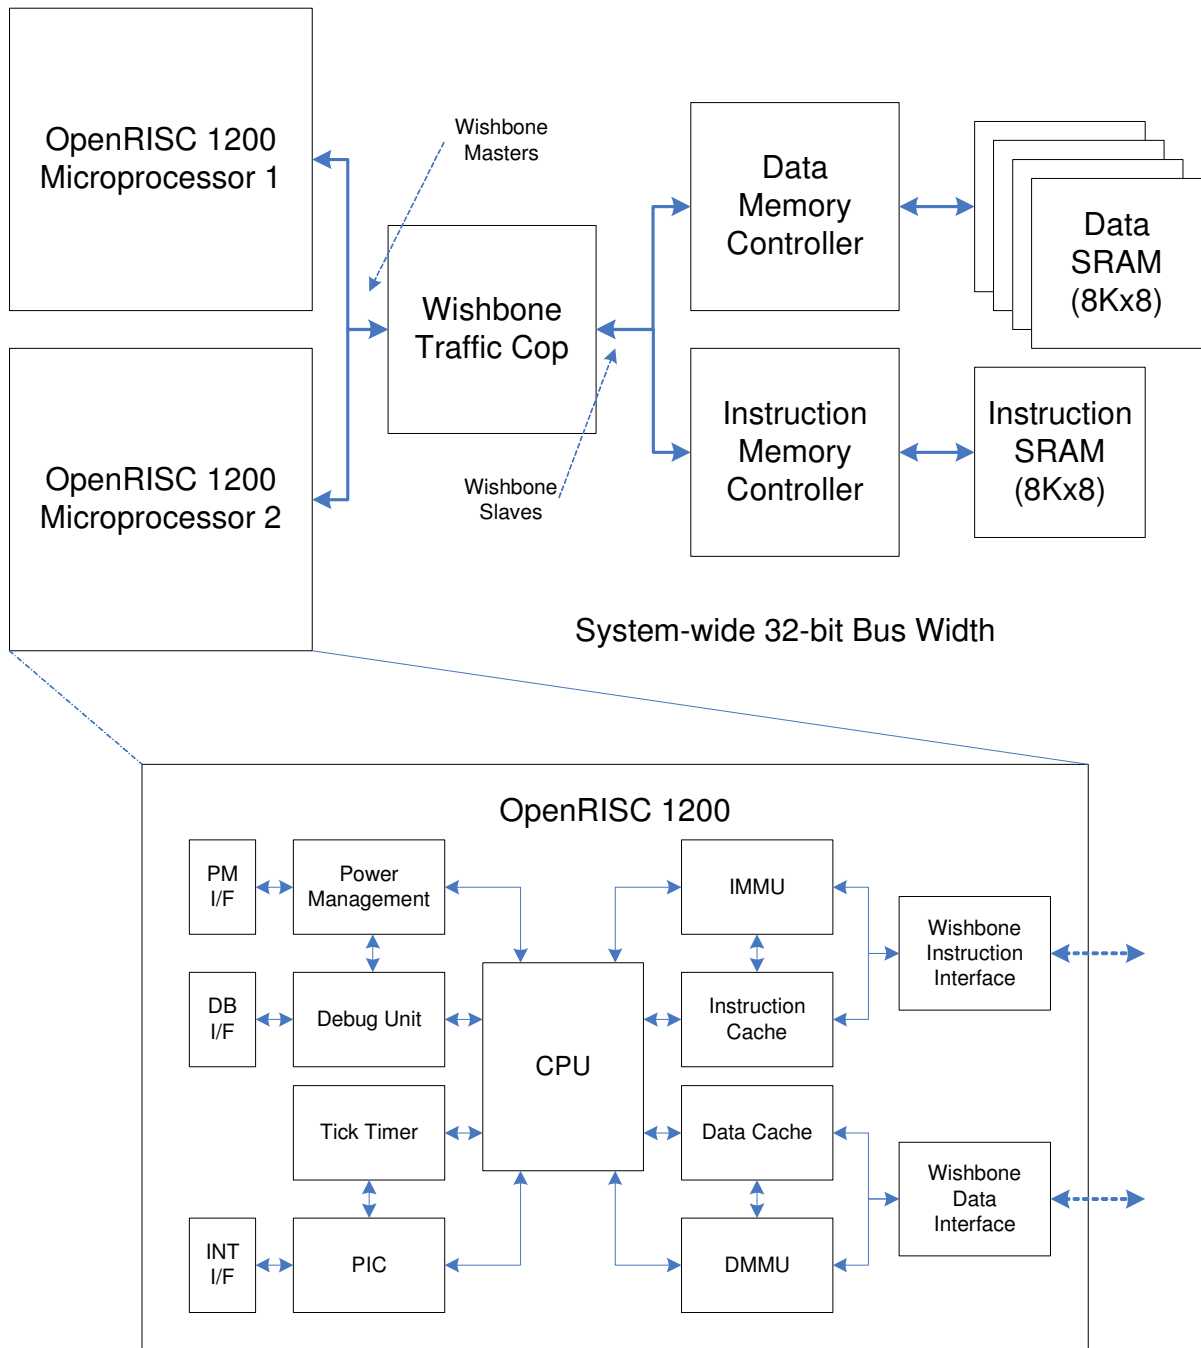 OpenRISC 1200
Microprocessor 1
Wishbone
Masters
Data
Memory
Controller
Data
SRAM
(8Kx8)
Wishbone
Traffic Cop
OpenRISC 1200
Microprocessor 2
Wishbone
Slaves
Instruction
Memory
Controller
Instruction
SRAM
(8Kx8)
System-wide 32-bit Bus Width
OpenRISC 1200
PM
I/F
Power
Management
IMMU
Wishbone
Instruction
Interface
DB
I/F
Debug Unit
CPU
Instruction
Cache
Tick Timer
Data Cache
Wishbone
Data
Interface
INT
I/F
PIC
DMMU